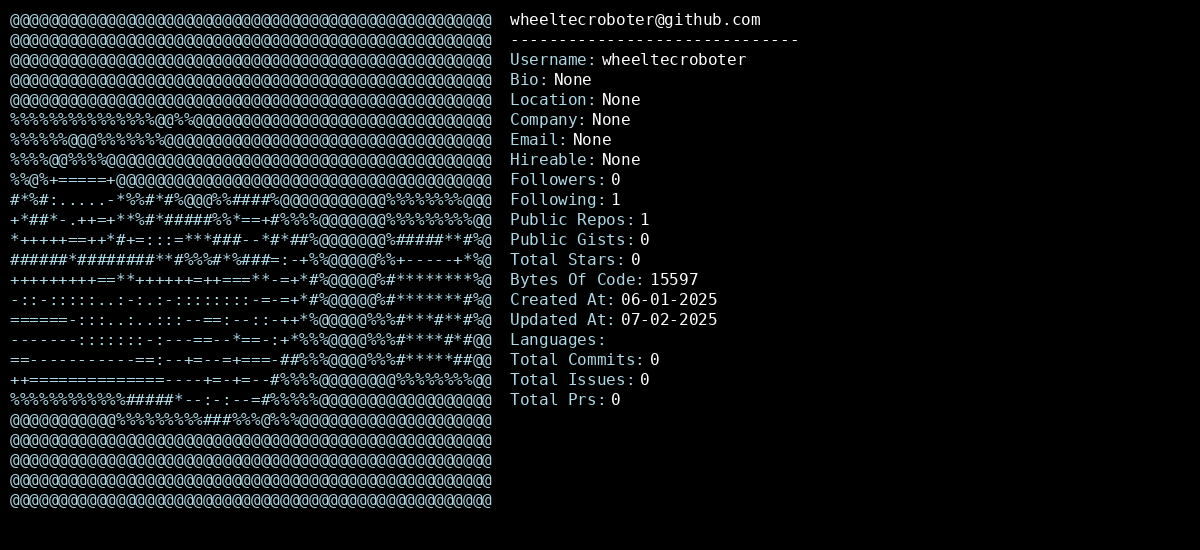 wheeltecroboter@github.com
------------------------------
Username: wheeltecroboter
Bio: None
Location: None
Company: None
Email: None
Hireable: None
Followers: 0
Following: 1
Public Repos: 1
Public Gists: 0
Total Stars: 0
Bytes Of Code: 15597
Created At: 06-01-2025
Updated At: 07-02-2025
Languages:
Total Commits: 0
Total Issues: 0
Total Prs: 0